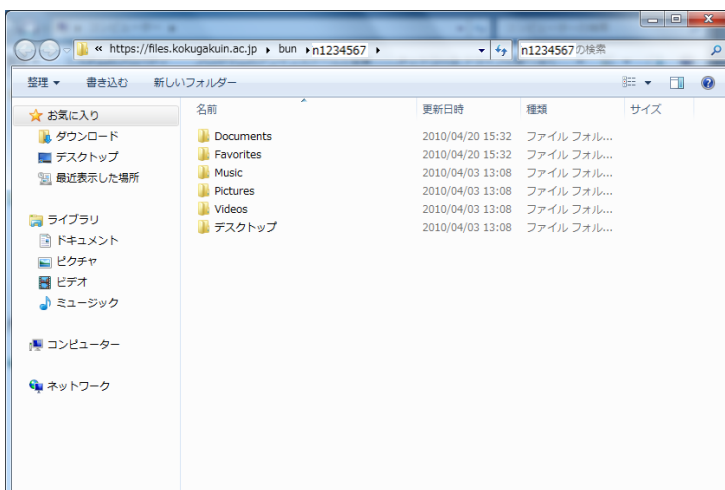 « https://files.kokugakuin.ac.jp ▸ bun ▸ n1234567 ▸
n1234567の検索
整理 ▼ 書き込む 新しいフォルダー
お気に入り
ダウンロード
デスクトップ
最近表示した場所
ライブラリ
ドキュメント
ピクチャ
ビデオ
ミュージック
コンピューター
ネットワーク
名前 更新日時 種類 サイズ
Documents 2010/04/20 15:32 ファイル フォル...
Favorites 2010/04/20 15:32 ファイル フォル...
Music 2010/04/03 13:08 ファイル フォル...
Pictures 2010/04/03 13:08 ファイル フォル...
Videos 2010/04/03 13:08 ファイル フォル...
デスクトップ 2010/04/03 13:08 ファイル フォル...